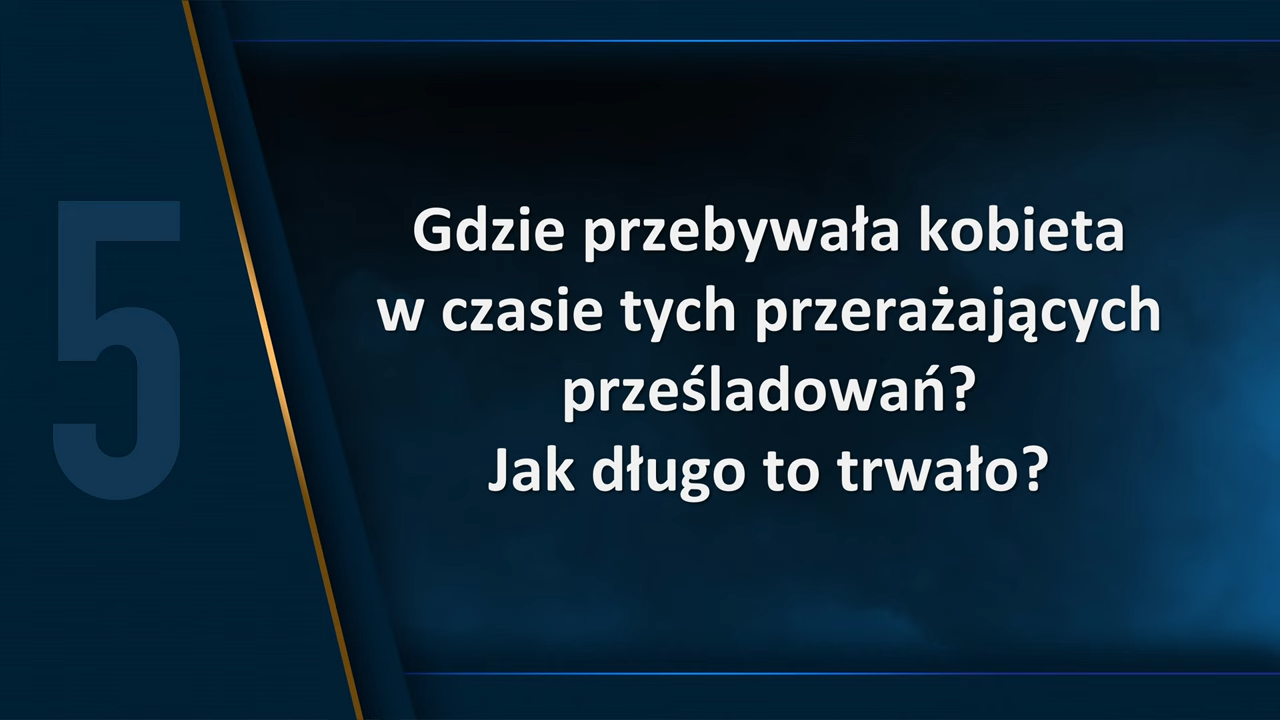 5
Gdzie przebywała kobieta
w czasie tych przerażających
prześladowań?
Jak długo to trwało?